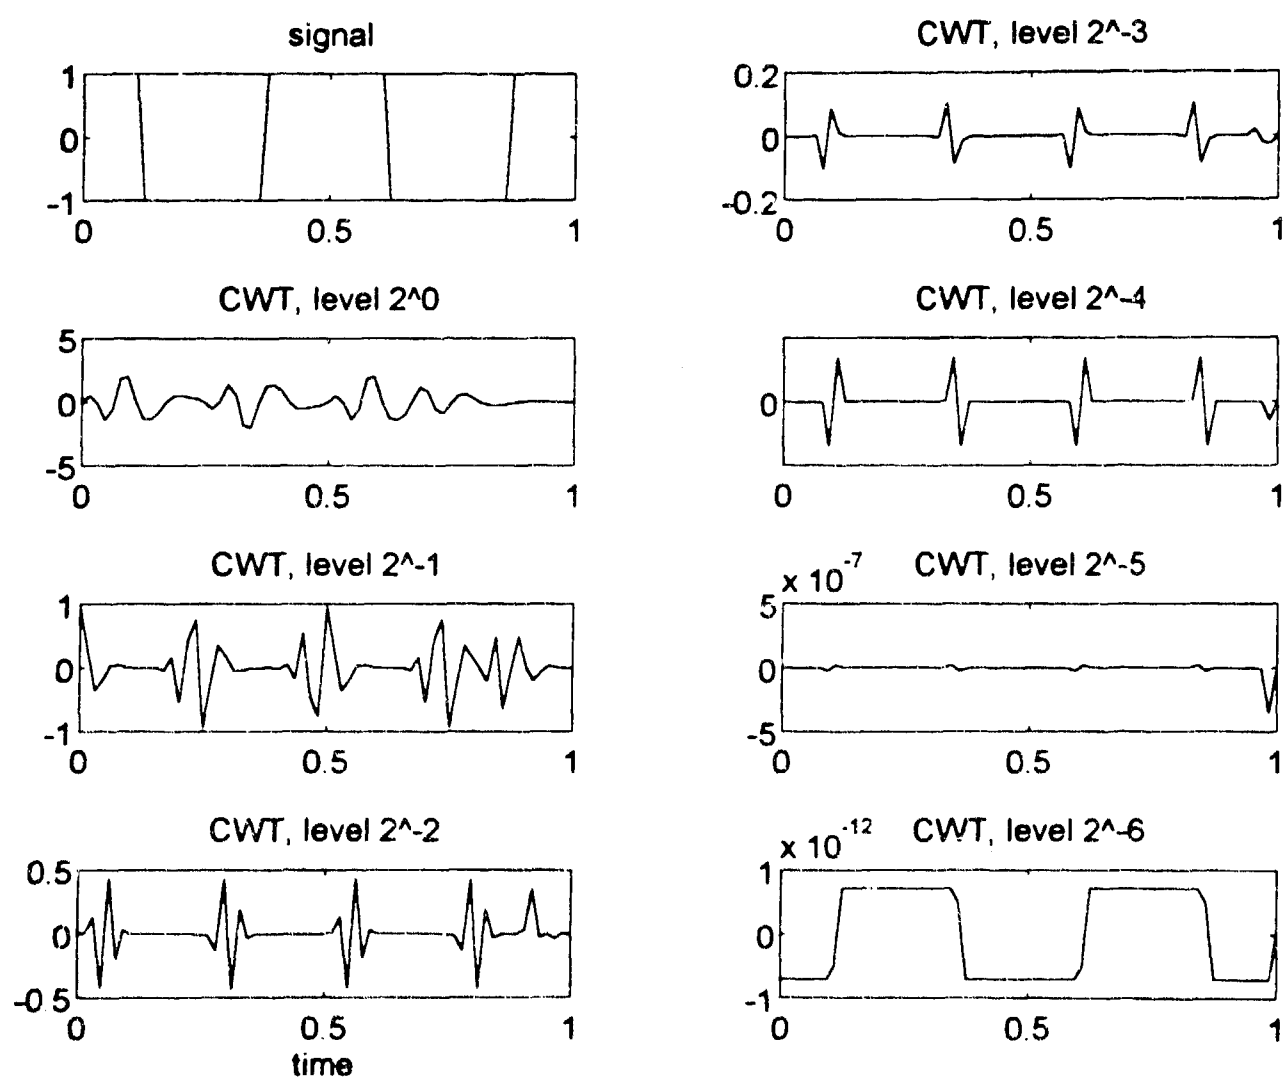 signal
1
0
-1
0 0.5 1
CWT, level 2^0
5
0
-5
0 0.5 1
CWT, level 2^-1
1
0
-1
0 0.5 1
CWT, level 2^-2
0.5
0
-0.5
0 0.5 1
time
CWT, level 2^-3
0.2
0
-0.2
0 0.5 1
CWT, level 2^-4
0
0 0.5 1
x 10^-7 CWT, level 2^-5
5
0
-5
0 0.5 1
x 10^-12 CWT, level 2^-6
1
0
-1
0 0.5 1